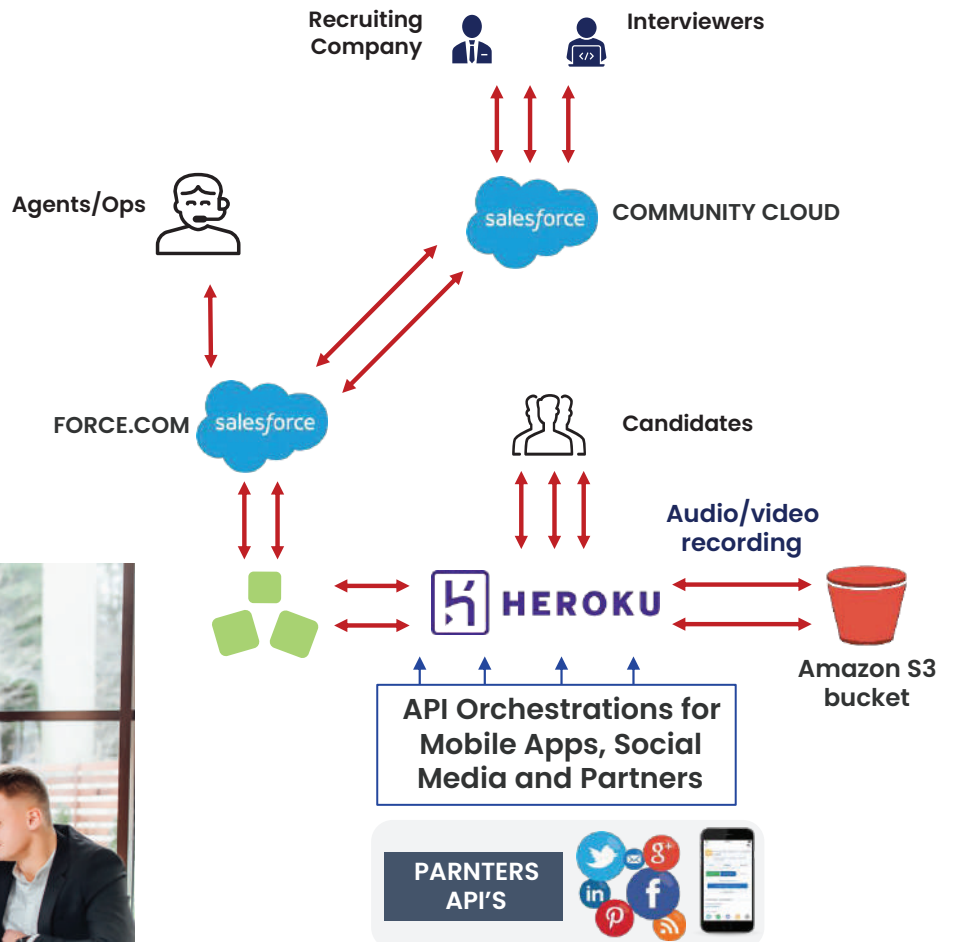 Recruiting
Company
Interviewers
</>
Agents/Ops
salesforce
COMMUNITY CLOUD
FORCE.COM
salesforce
Candidates
Audio/video
recording
HEROKU
Amazon S3
bucket
API Orchestrations for
Mobile Apps, Social
Media and Partners
PARNTERS
API'S
g+
in
f